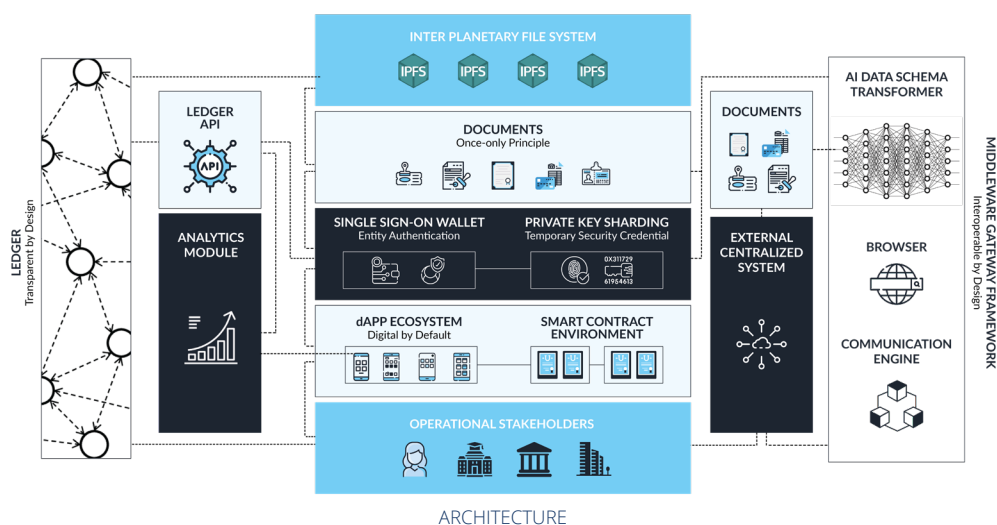 INTER PLANETARY FILE SYSTEM
IPFS
IPFS
IPFS
IPFS
LEDGER
Transparent by Design
LEDGER
API
API
ANALYTICS
MODULE
DOCUMENTS
Once-only Principle
SINGLE SIGN-ON WALLET
Entity Authentication
PRIVATE KEY SHARDING
Temporary Security Credential
0X311729
61954613
dAPP ECOSYSTEM
Digital by Default
SMART CONTRACT
ENVIRONMENT
OPERATIONAL STAKEHOLDERS
DOCUMENTS
EXTERNAL
CENTRALIZED
SYSTEM
AI DATA SCHEMA
TRANSFORMER
BROWSER
COMMUNICATION
ENGINE
MIDDLEWARE GATEWAY FRAMEWORK
Interoperable by Design
ARCHITECTURE